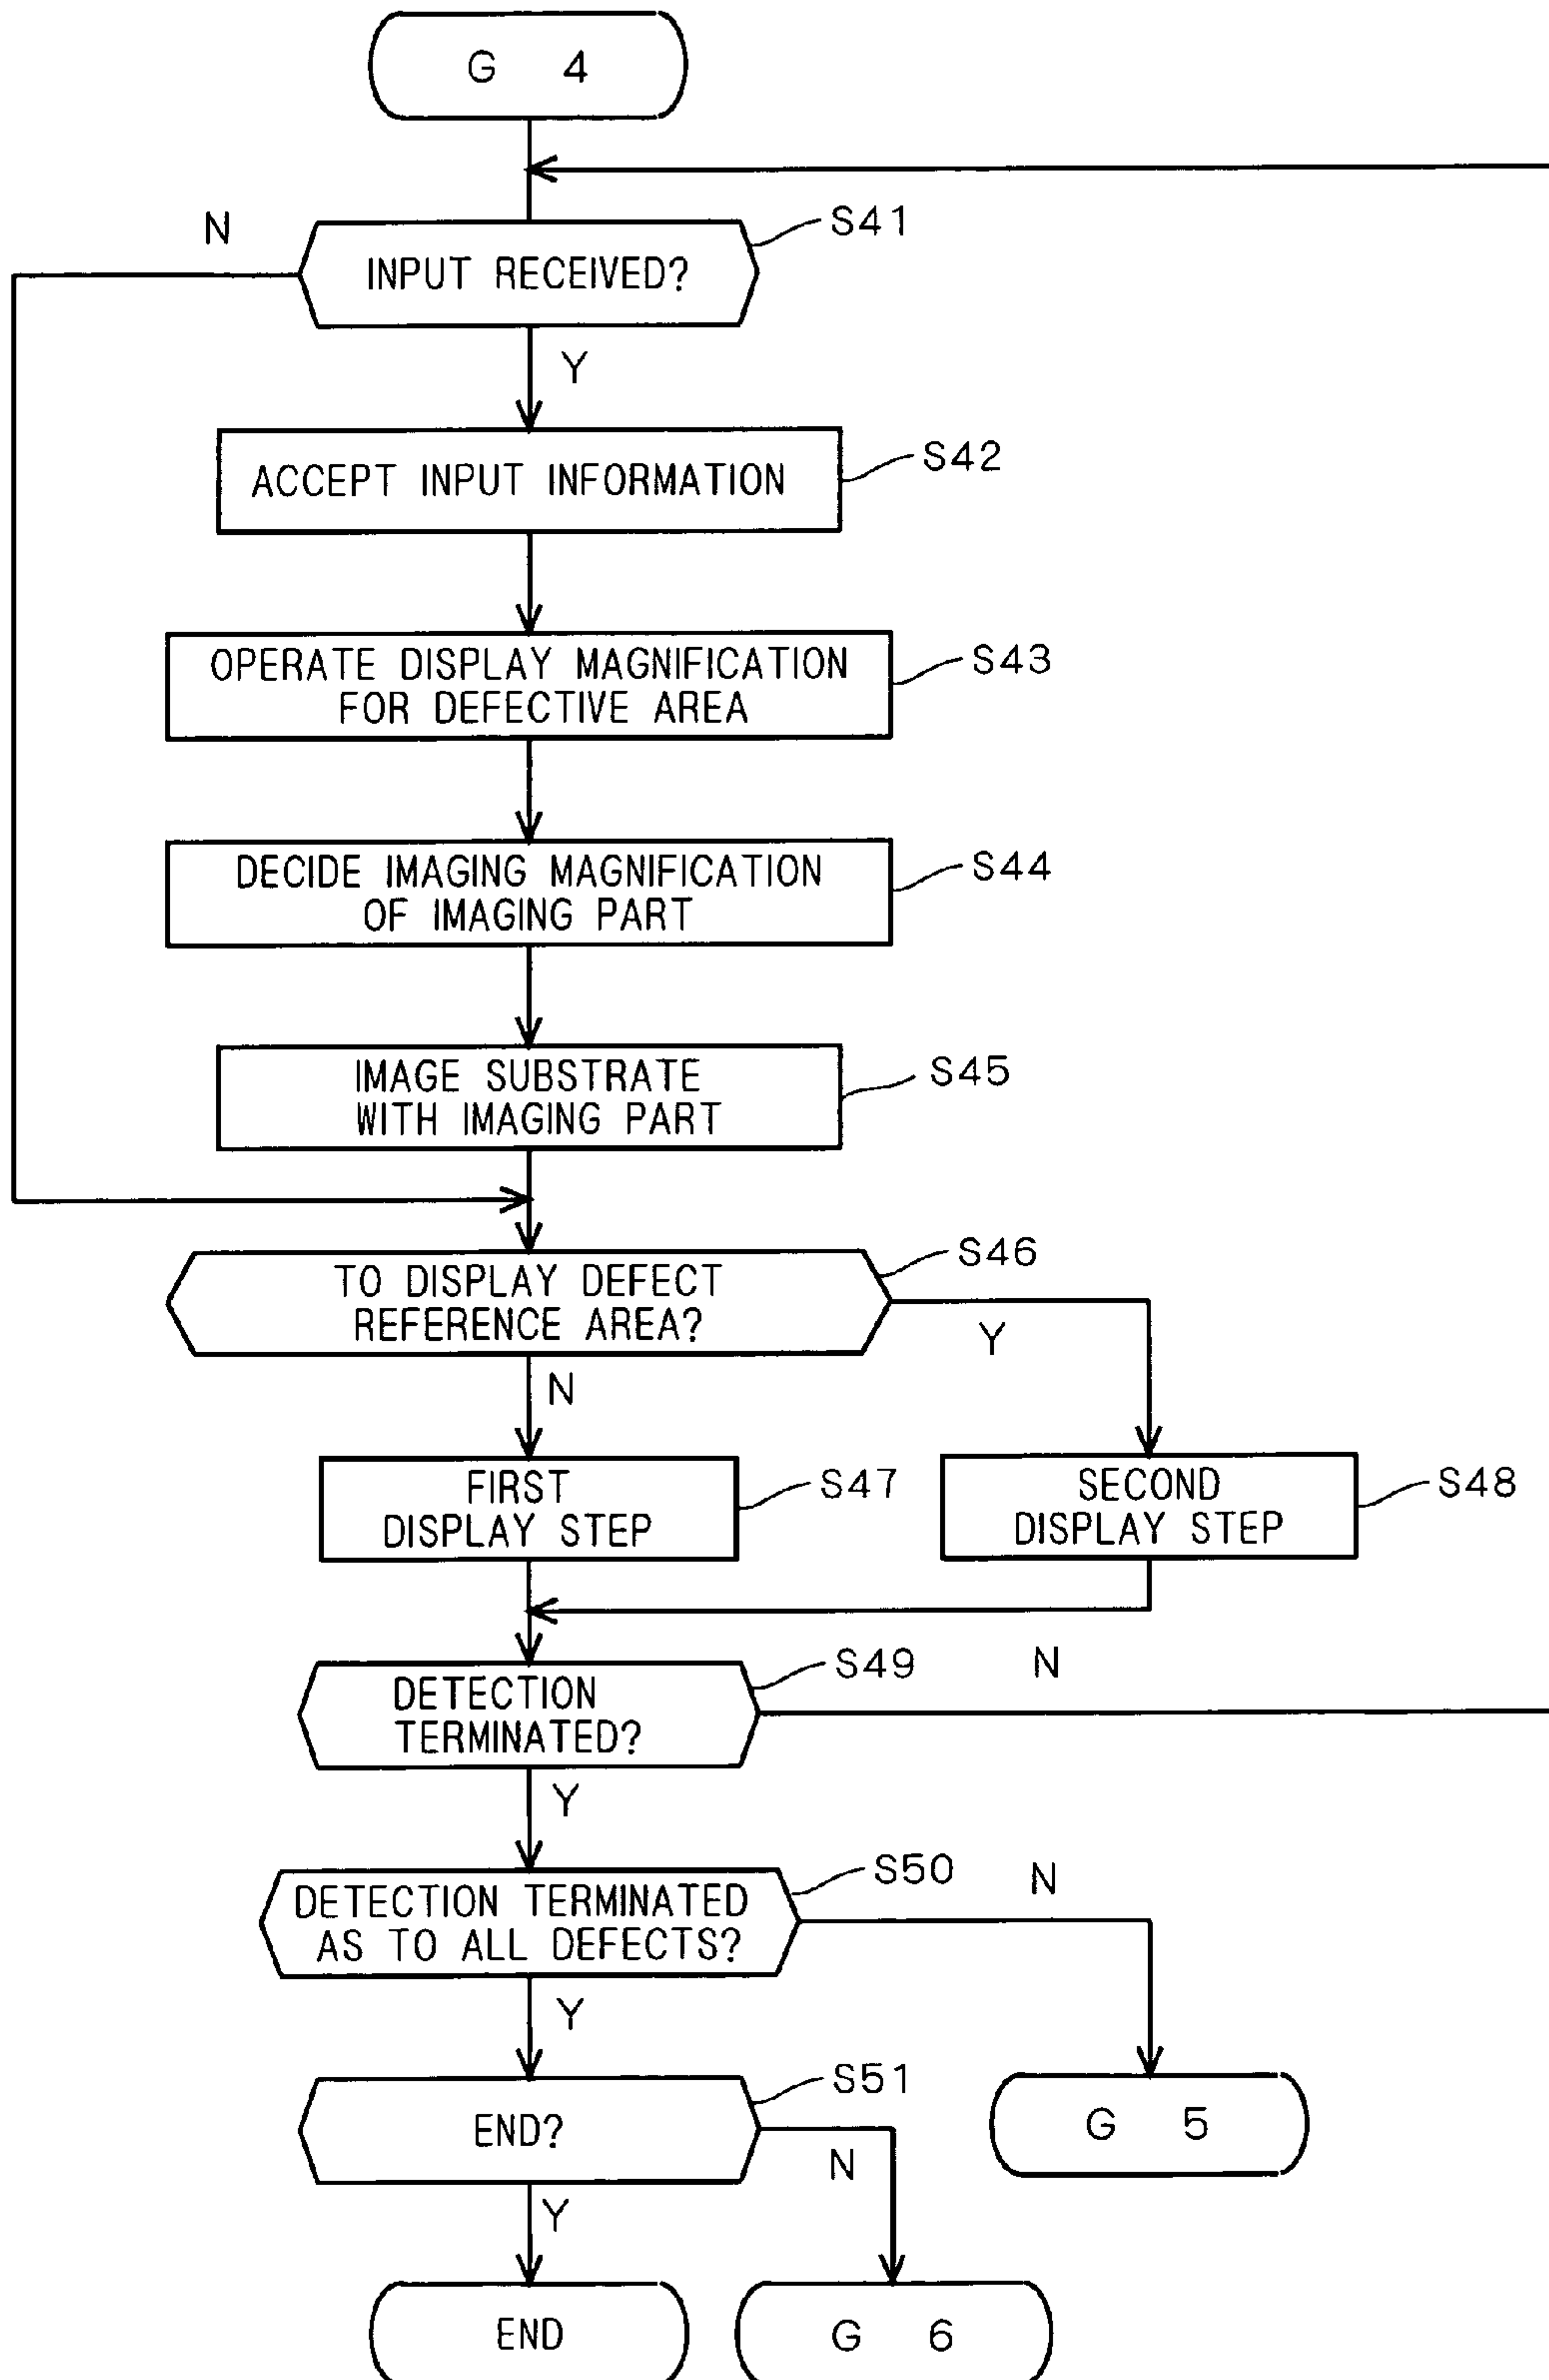 G 4
N
INPUT RECEIVED?
S41
Y
ACCEPT INPUT INFORMATION
S42
OPERATE DISPLAY MAGNIFICATION
FOR DEFECTIVE AREA
S43
DECIDE IMAGING MAGNIFICATION
OF IMAGING PART
S44
IMAGE SUBSTRATE
WITH IMAGING PART
S45
TO DISPLAY DEFECT
REFERENCE AREA?
S46
Y
N
FIRST
DISPLAY STEP
S47
SECOND
DISPLAY STEP
S48
DETECTION
TERMINATED?
S49
N
Y
DETECTION TERMINATED
AS TO ALL DEFECTS?
S50
N
Y
END?
S51
N
G 5
Y
END
G 6